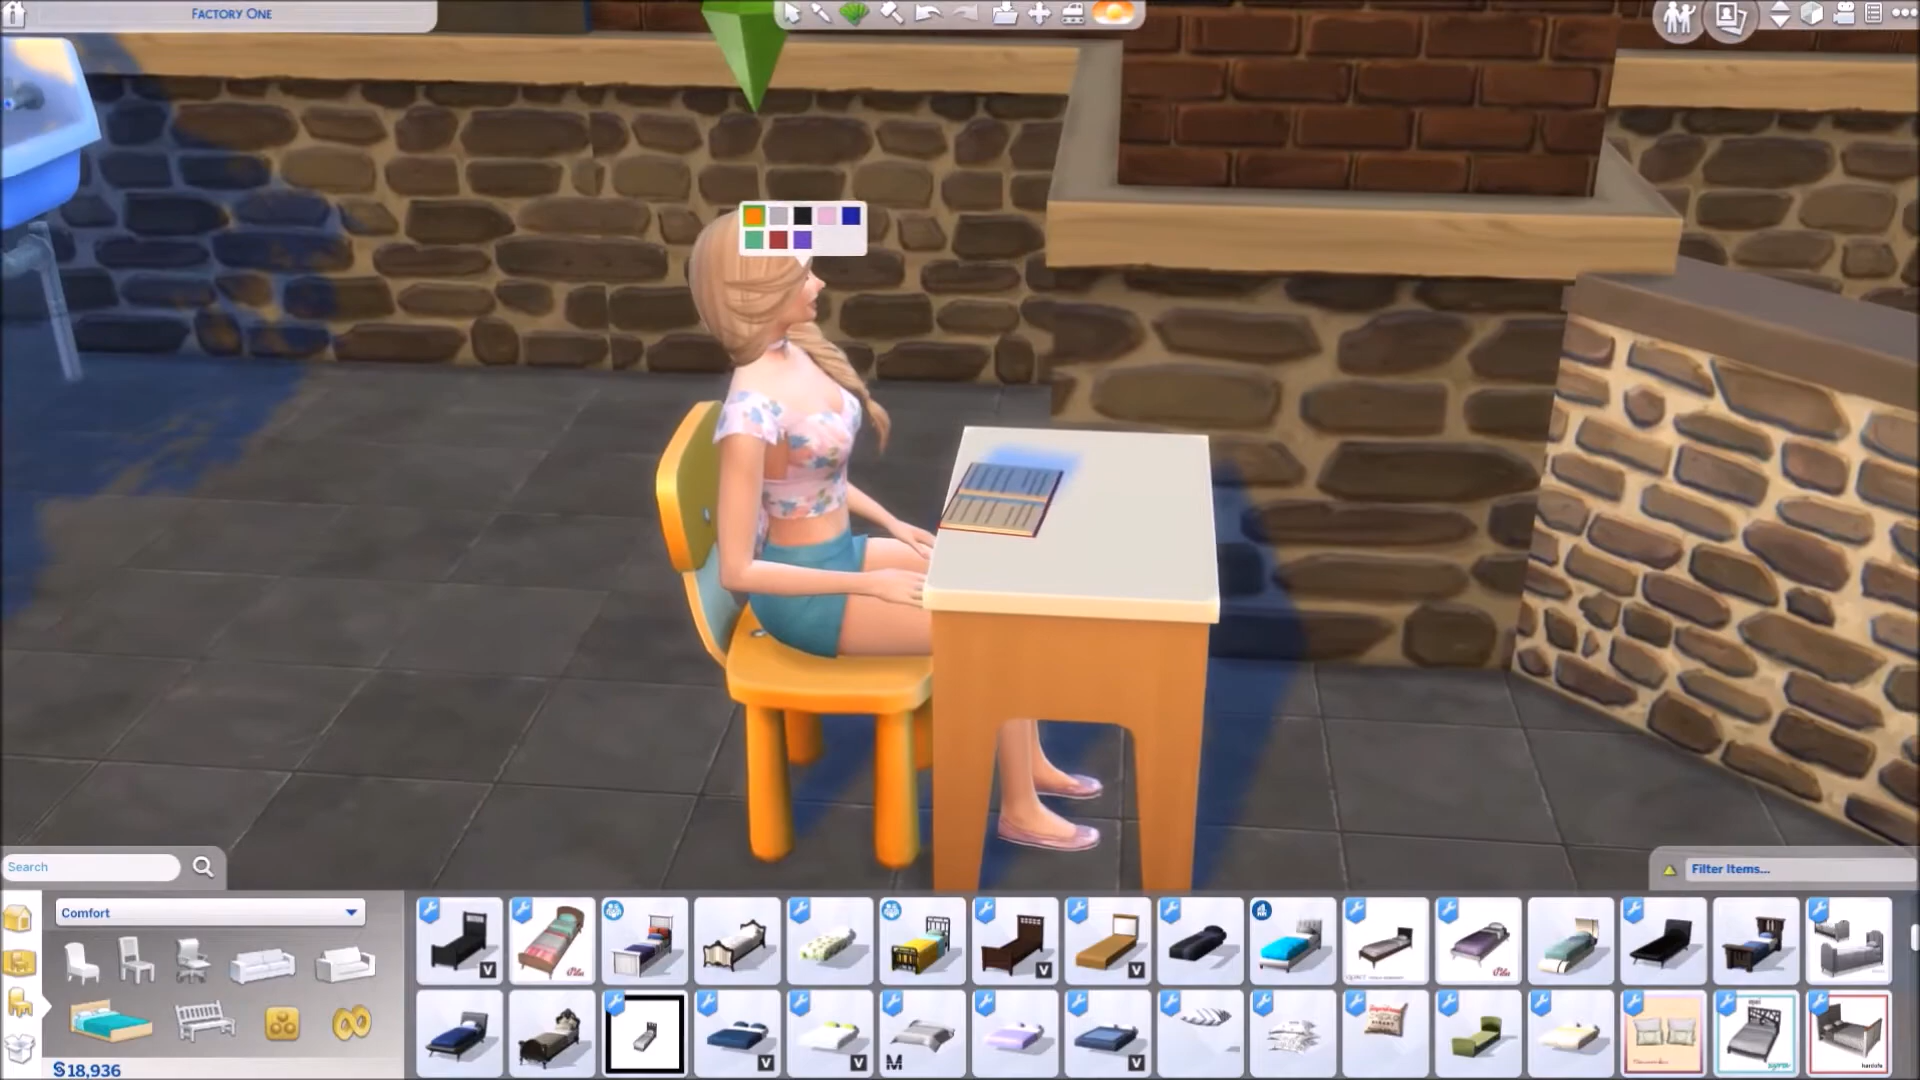 FACTORY ONE
Search
Filter Items...
Comfort
V
V
V
V
V
M
V
§18,936